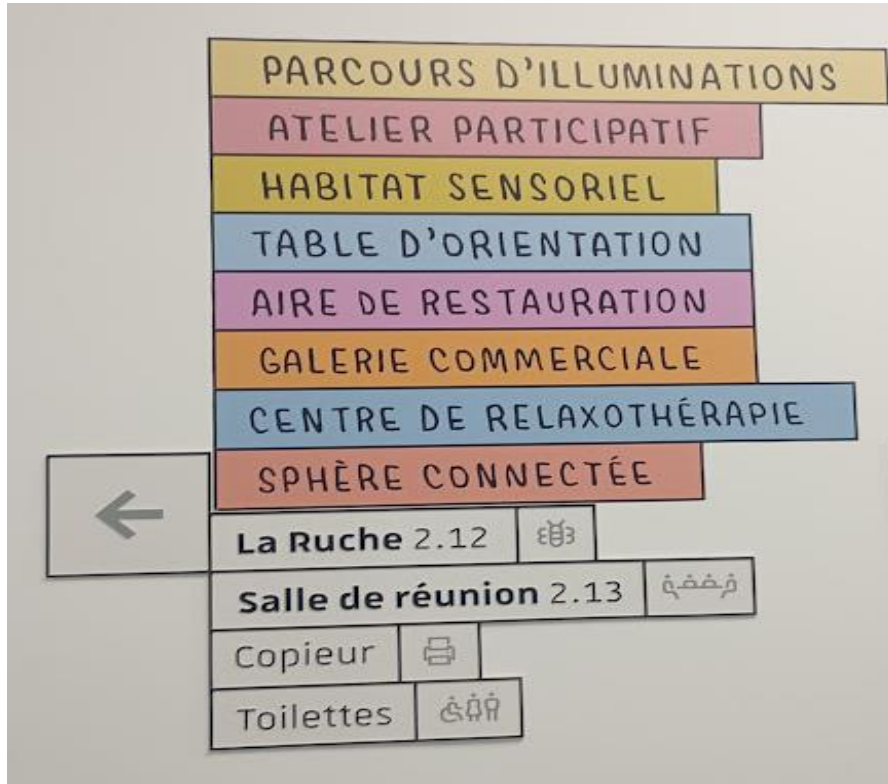 PARCOURS D'ILLUMINATIONS
ATELIER PARTICIPATIF
HABITAT SENSORIEL
TABLE D'ORIENTATION
AIRE DE RESTAURATION
GALERIE COMMERCIALE
CENTRE DE RELAXOTHÉRAPIE
SPHÈRE CONNECTÉE
La Ruche 2.12
Salle de réunion 2.13
Copieur
Toilettes